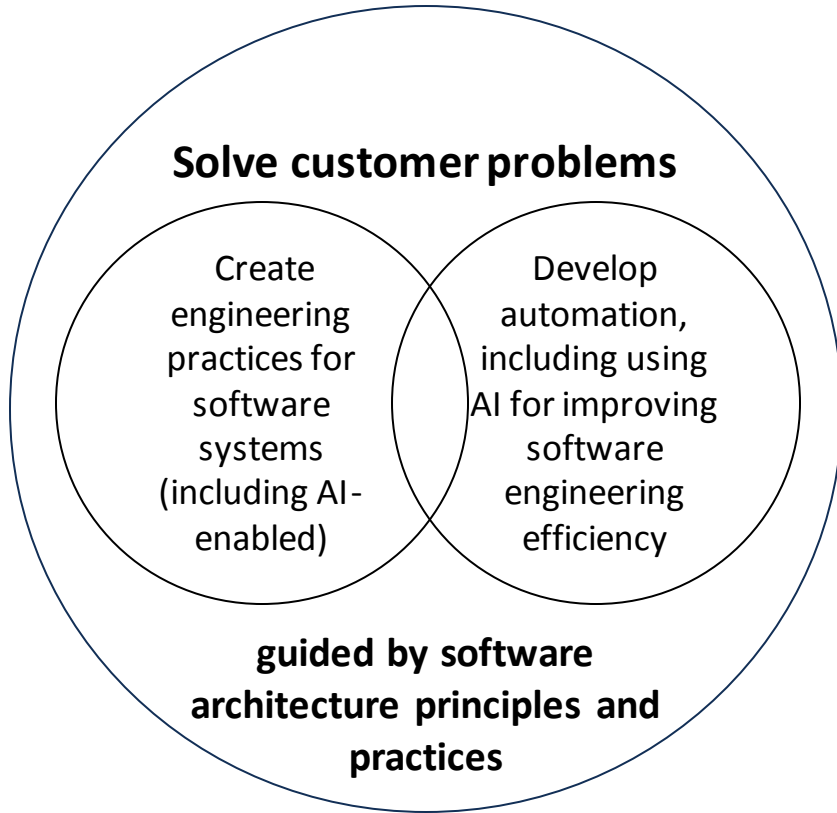 Solve customer problems
Create
engineering
practices for
software
systems
(including AI-
enabled)
Develop
automation,
including using
AI for improving
software
engineering
efficiency
guided by software
architecture principles and
practices